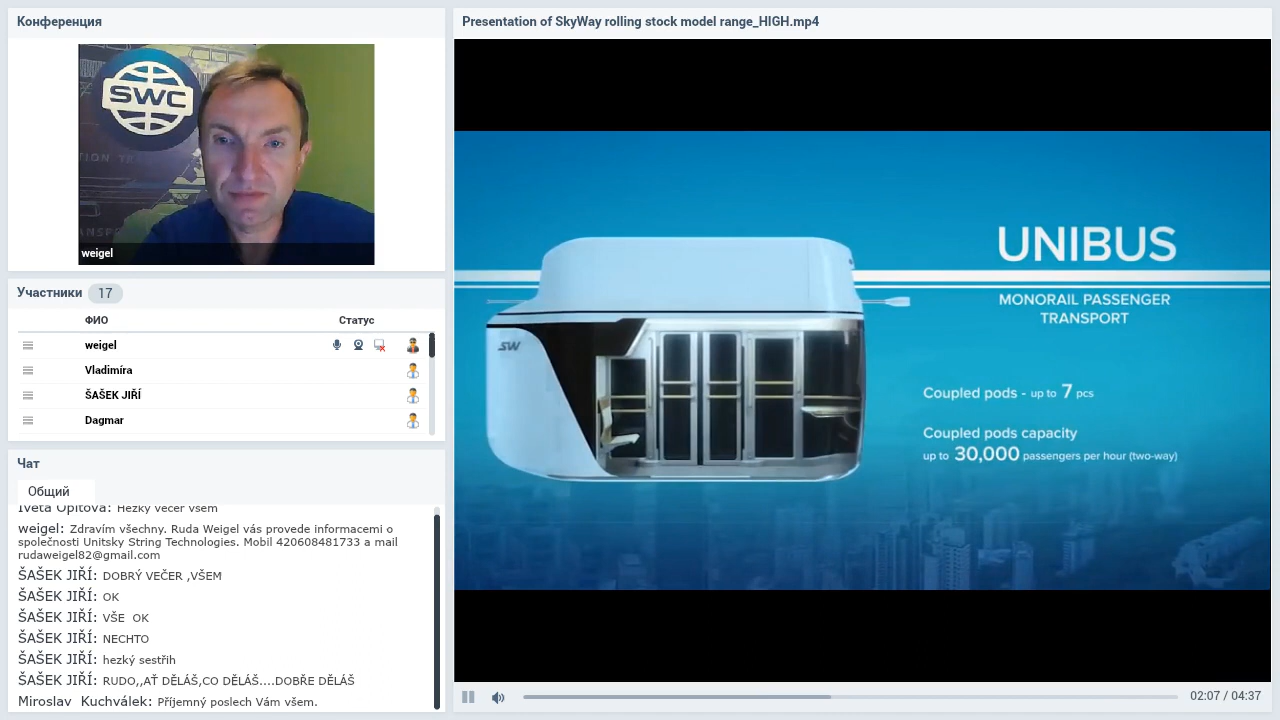 Конференция
SWC
TION TR
ANSP
weigel
Участники 17
ФИО Статус
weigel
Vladimíra
ŠAŠEK JIŘÍ
Dagmar
Чат
Общий
Iveta Opltová: Hezký večer všem
weigel: Zdravím všechny. Ruda Weigel vás provede informacemi o
společnosti Unitsky String Technologies. Mobil 420608481733 a mail
rudaweigel82@gmail.com
ŠAŠEK JIŘÍ: DOBRÝ VEČER ,VŠEM
ŠAŠEK JIŘÍ: OK
ŠAŠEK JIŘÍ: VŠE  OK
ŠAŠEK JIŘÍ: NECHTO
ŠAŠEK JIŘÍ: hezký sestřih
ŠAŠEK JIŘÍ: RUDO,,AŤ DĚLÁŠ,CO DĚLÁŠ....DOBŘE DĚLÁŠ
Miroslav  Kuchválek: Příjemný poslech Vám všem.
Presentation of SkyWay rolling stock model range_HIGH.mp4
SW
UNIBUS
MONORAIL PASSENGER
TRANSPORT
Coupled pods - up to 7 pcs
Coupled pods capacity
up to 30,000 passengers per hour (two-way)
02:07 / 04:37